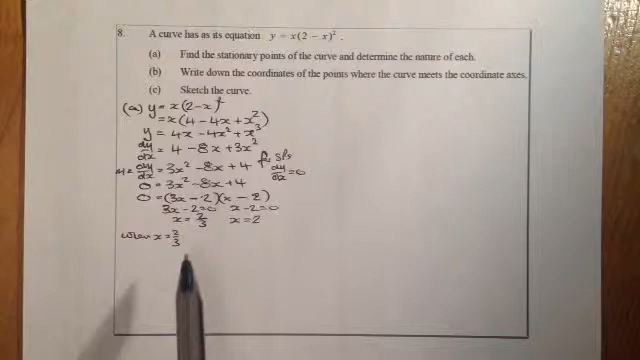 8. A curve has as its equation y = x(2 − x)².
(a) Find the stationary points of the curve and determine the nature of each.
(b) Write down the coordinates of the points where the curve meets the coordinate axes.
(c) Sketch the curve.
(a) y = x(2-x)²
= x(4 - 4x + x²)
y = 4x - 4x² + x³
dy/dx = 4 - 8x + 3x²
dy/dx = 3x² - 8x + 4 for SPs dy/dx = 0
0 = 3x² - 8x + 4
0 = (3x - 2)(x - 2)
3x - 2 = 0 x - 2 = 0
x = 2/3 x = 2
when x = 2/3